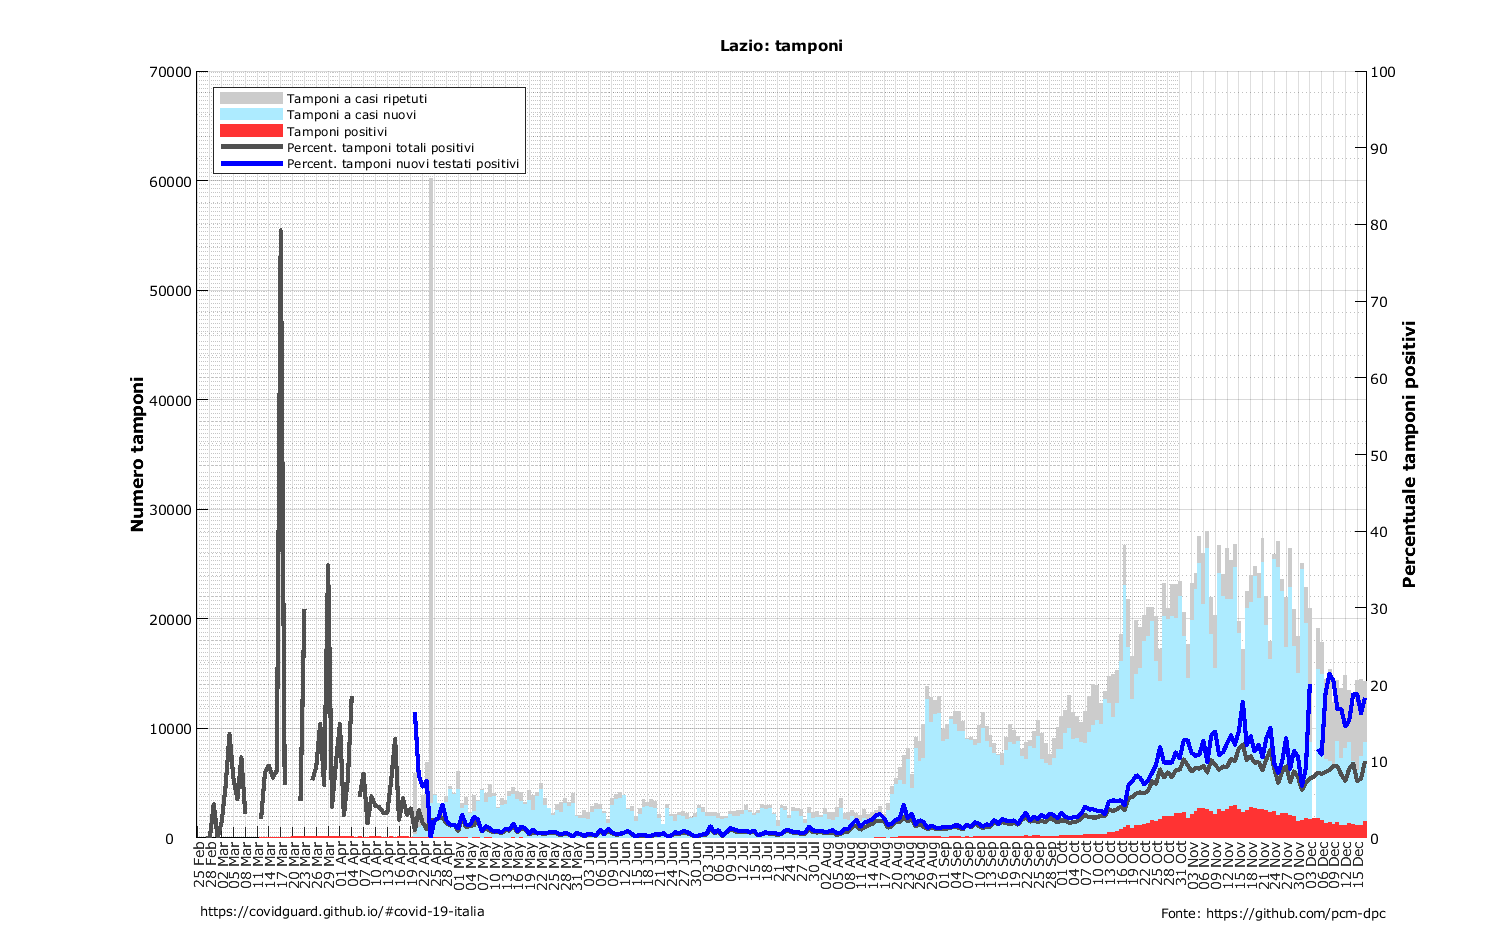 Lazio: tamponi
Tamponi a casi ripetuti
Tamponi a casi nuovi
Tamponi positivi
Percent. tamponi totali positivi
Percent. tamponi nuovi testati positivi
Numero tamponi
70000
60000
50000
40000
30000
20000
10000
0
Percentuale tamponi positivi
100
90
80
70
60
50
40
30
20
10
0
25 Feb
28 Feb
02 Mar
05 Mar
08 Mar
11 Mar
14 Mar
17 Mar
20 Mar
23 Mar
26 Mar
29 Mar
01 Apr
04 Apr
07 Apr
10 Apr
13 Apr
16 Apr
19 Apr
22 Apr
25 Apr
28 Apr
01 May
04 May
07 May
10 May
13 May
16 May
19 May
22 May
25 May
28 May
31 May
03 Jun
06 Jun
09 Jun
12 Jun
15 Jun
18 Jun
21 Jun
24 Jun
27 Jun
30 Jun
03 Jul
06 Jul
09 Jul
12 Jul
15 Jul
18 Jul
21 Jul
24 Jul
27 Jul
30 Jul
02 Aug
05 Aug
08 Aug
11 Aug
14 Aug
17 Aug
20 Aug
23 Aug
26 Aug
29 Aug
01 Sep
04 Sep
07 Sep
10 Sep
13 Sep
16 Sep
19 Sep
22 Sep
25 Sep
28 Sep
01 Oct
04 Oct
07 Oct
10 Oct
13 Oct
16 Oct
19 Oct
22 Oct
25 Oct
28 Oct
31 Oct
03 Nov
06 Nov
09 Nov
12 Nov
15 Nov
18 Nov
21 Nov
24 Nov
27 Nov
30 Nov
03 Dec
06 Dec
09 Dec
12 Dec
15 Dec
https://covidguard.github.io/#covid-19-italia
Fonte: https://github.com/pcm-dpc